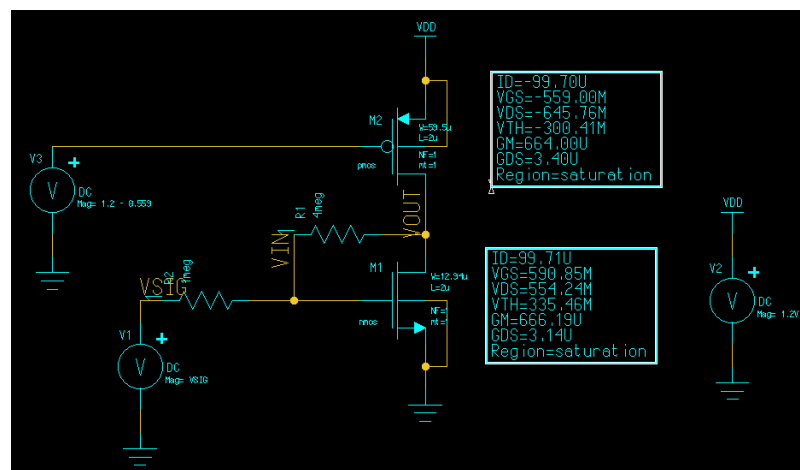 VDD
ID=-99.70U
VGS=-559.00M
VDS=-645.76M
VTH=-300.41M
GM=664.00U
GDS=3.40U
Region=saturation
M2
W=59.5u
L=2u
pmos
NF=1
mt=1
V3
V
DC
Mag= 1.2 - 0.559
R1
4meg
VOUT
VIN
VDD
ID=99.71U
VGS=590.85M
VDS=554.24M
VTH=335.46M
GM=666.19U
GDS=3.14U
Region=saturation
M1
W=12.94u
L=2u
nmos
NF=1
mt=1
V2
V
DC
Mag= 1.2V
VSIG
R2
1meg
V1
V
DC
Mag= VSIG